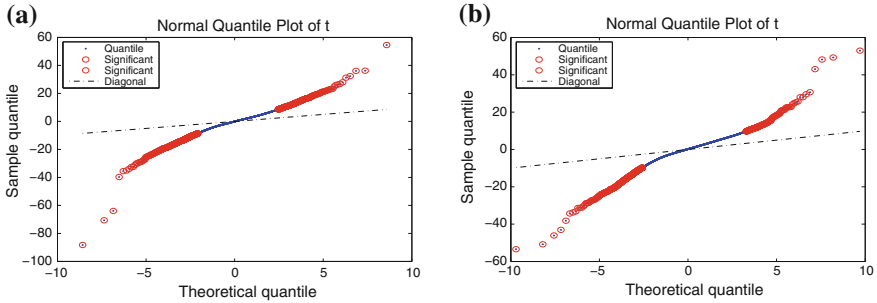 (a)
Normal Quantile Plot of t
Quantile
Significant
Significant
Diagonal
60
40
20
0
−20
−40
−60
−80
−100
−10
−5
0
5
10
Sample quantile
Theoretical quantile
(b)
Normal Quantile Plot of t
Quantile
Significant
Significant
Diagonal
60
40
20
0
−20
−40
−60
−10
−5
0
5
10
Sample quantile
Theoretical quantile